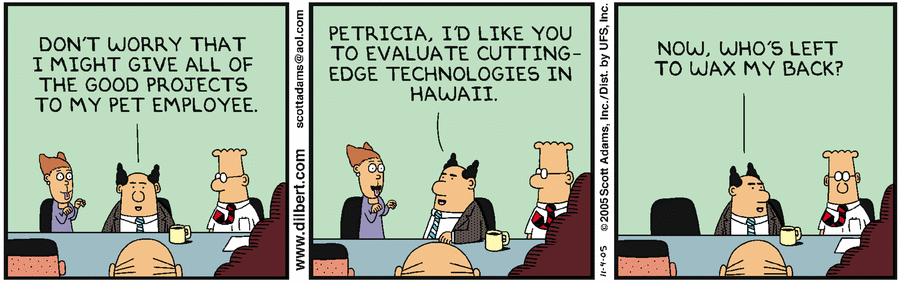 DON'T WORRY THAT
I MIGHT GIVE ALL OF
THE GOOD PROJECTS
TO MY PET EMPLOYEE.
www.dilbert.com
scottadams@aol.com
PETRICIA, I'D LIKE YOU
TO EVALUATE CUTTING-
EDGE TECHNOLOGIES IN
HAWAII.
11-4-05
©2005 Scott Adams, Inc./Dist. by UFS, Inc.
NOW, WHO'S LEFT
TO WAX MY BACK?